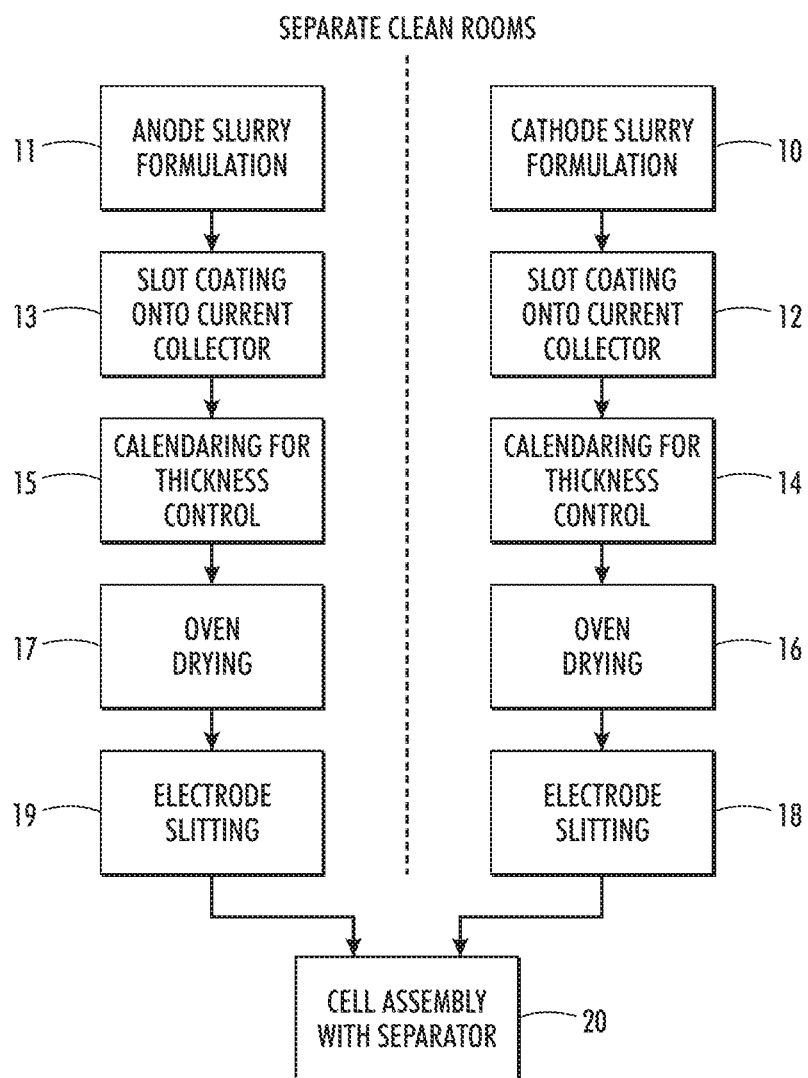 SEPARATE CLEAN ROOMS
11
ANODE SLURRY
FORMULATION
CATHODE SLURRY
FORMULATION
10
13
SLOT COATING
ONTO CURRENT
COLLECTOR
SLOT COATING
ONTO CURRENT
COLLECTOR
12
15
CALENDARING FOR
THICKNESS
CONTROL
CALENDARING FOR
THICKNESS
CONTROL
14
17
OVEN
DRYING
OVEN
DRYING
16
19
ELECTRODE
SLITTING
ELECTRODE
SLITTING
18
CELL ASSEMBLY
WITH SEPARATOR
20